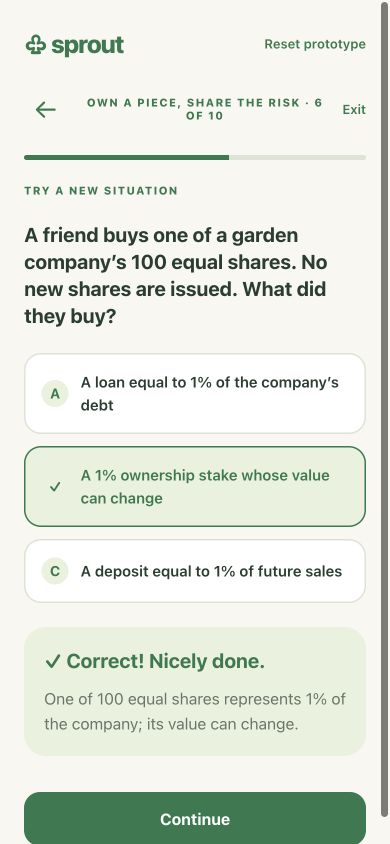 sprout
Reset prototype
OWN A PIECE, SHARE THE RISK · 6
OF 10
Exit
TRY A NEW SITUATION
A friend buys one of a garden
company’s 100 equal shares. No
new shares are issued. What did
they buy?
A
A loan equal to 1% of the company’s
debt
✓
A 1% ownership stake whose value
can change
C
A deposit equal to 1% of future sales
✓ Correct! Nicely done.
One of 100 equal shares represents 1% of
the company; its value can change.
Continue